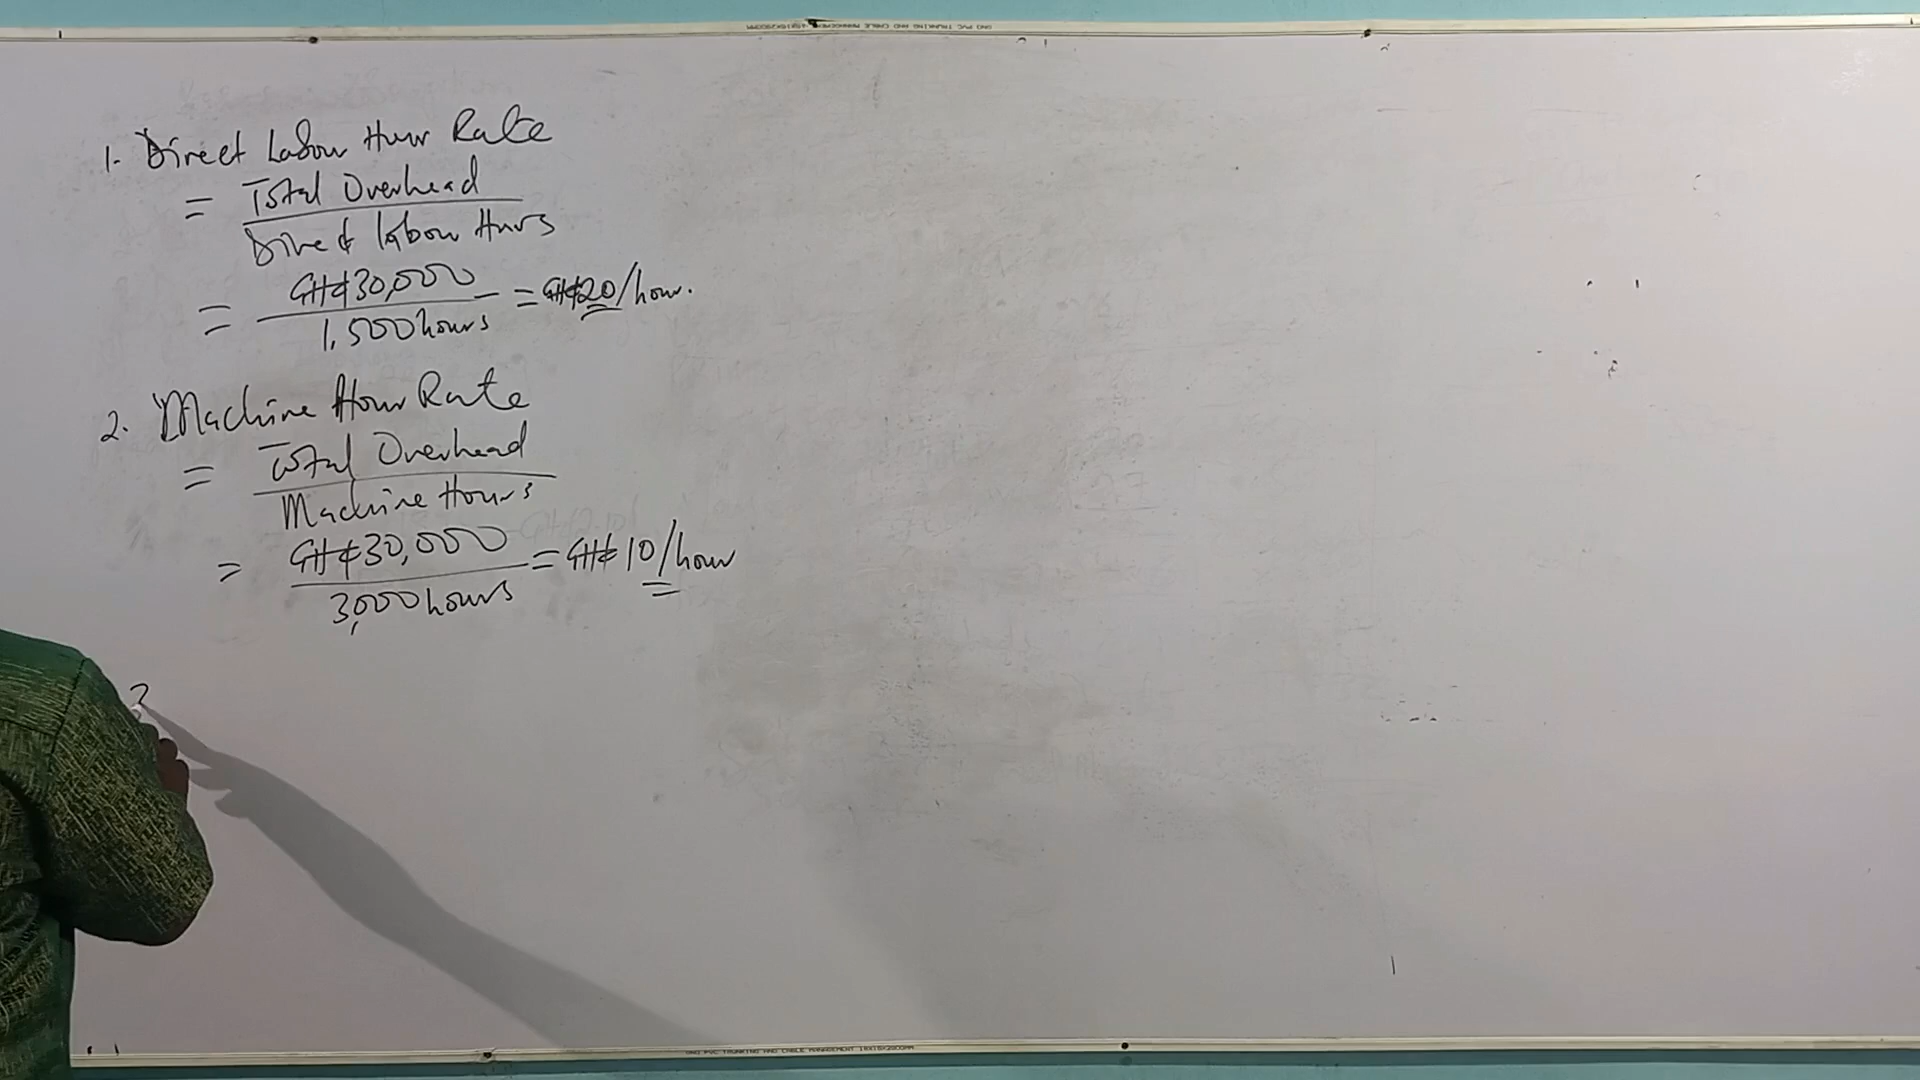 1. Direct Labour Hour Rate
= Total Overhead
Direct labour Hours
= GH¢30,000 = GH¢20/hour.
1,500 hours
2. Machine Hour Rate
= Total Overhead
Machine Hours
= GH¢30,000 = GH¢10/hour
3,000 hours